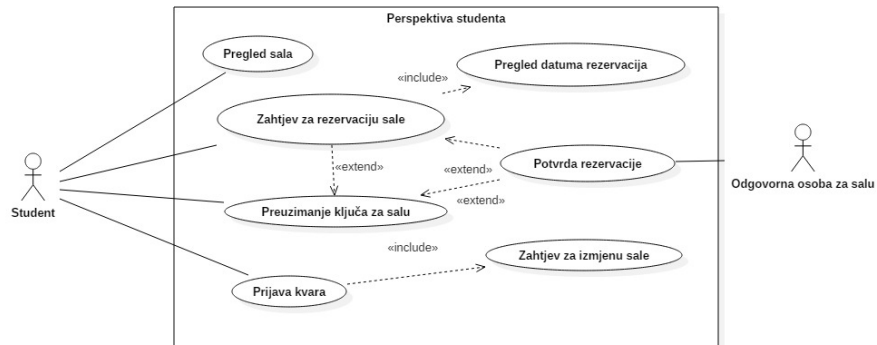 Perspektiva studenta
Pregled sala
Pregled datuma rezervacija
«include»
Zahtjev za rezervaciju sale
«extend»
«extend»
Potvrda rezervacije
Odgovorna osoba za salu
Student
Preuzimanje ključa za salu
«extend»
«include»
Zahtjev za izmjenu sale
Prijava kvara